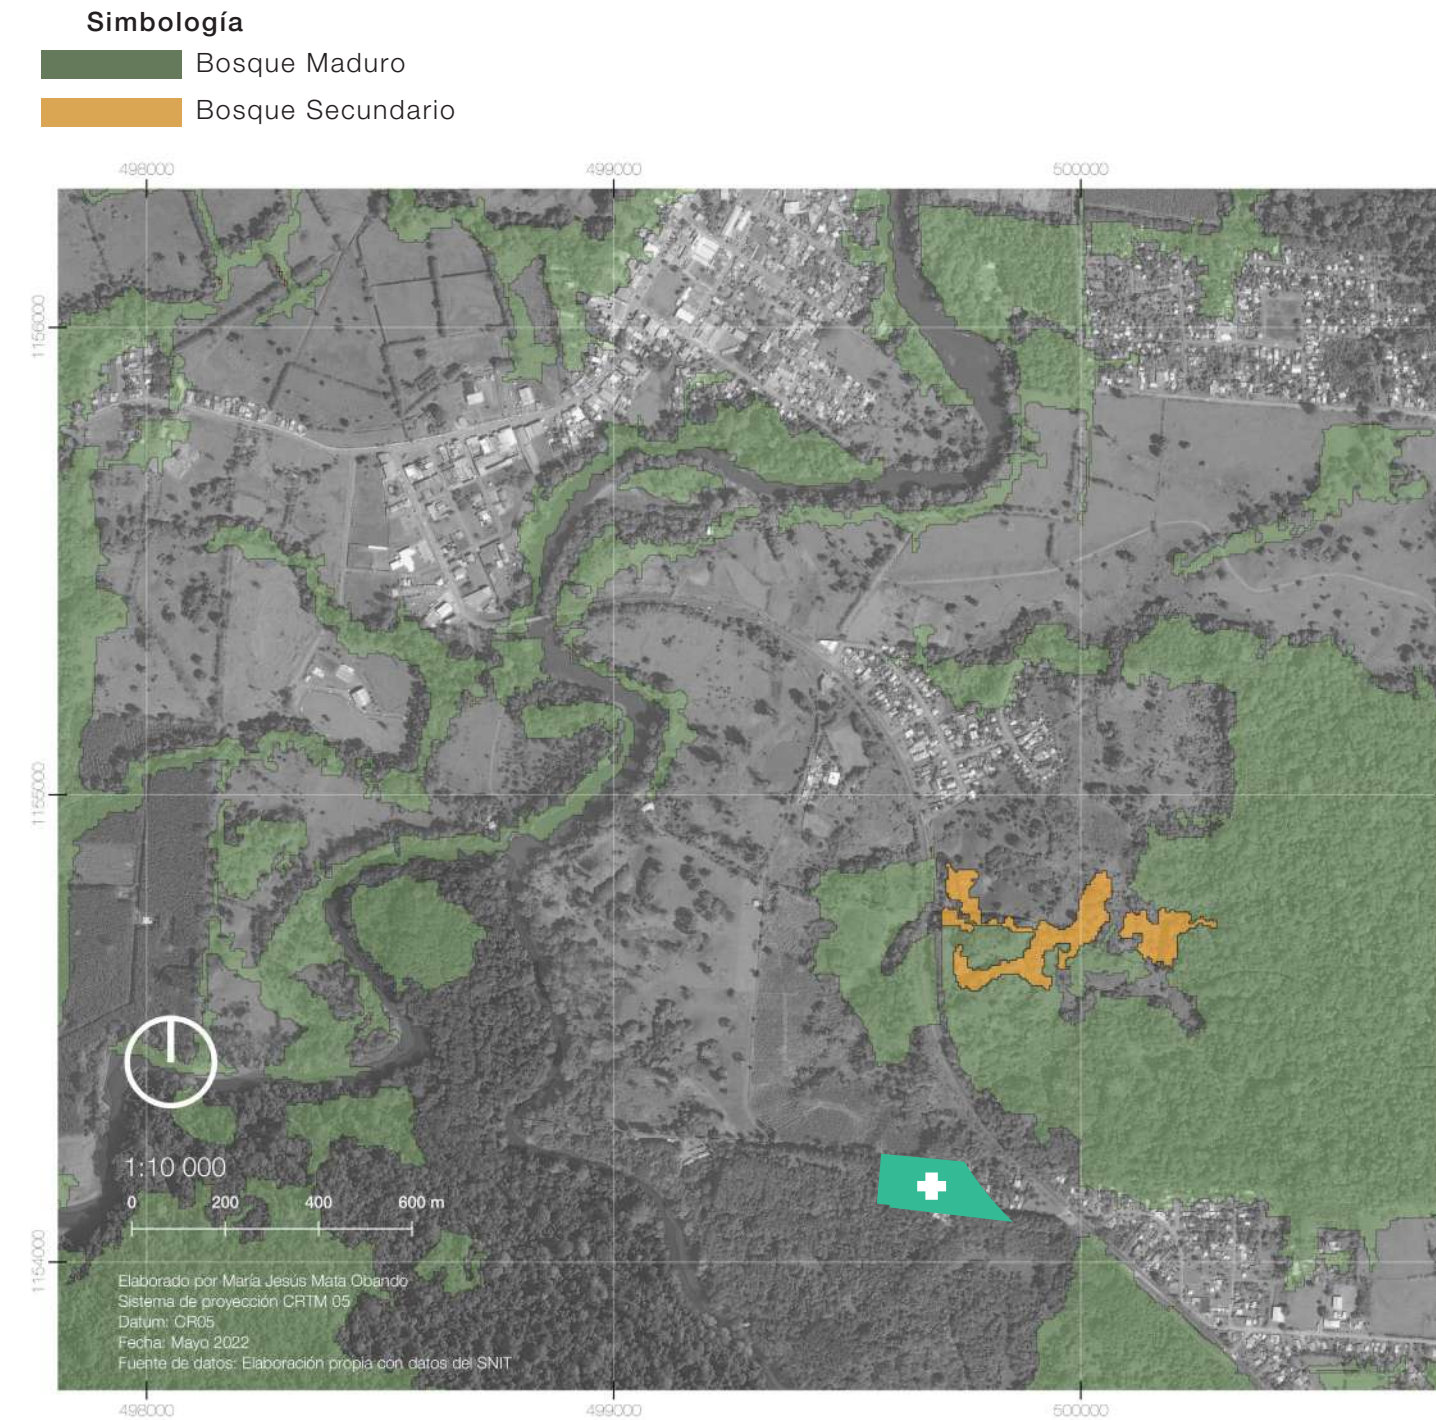 Simbología
Bosque Maduro
Bosque Secundario
498000 499000 500000
1156000
1155000
1154000
1:10 000
0 200 400 600 m
Elaborado por María Jesús Mata Obando
Sistema de proyección CRTM 05
Datum: CR05
Fecha: Mayo 2022
Fuente de datos: Elaboración propia con datos del SNIT
498000 499000 500000